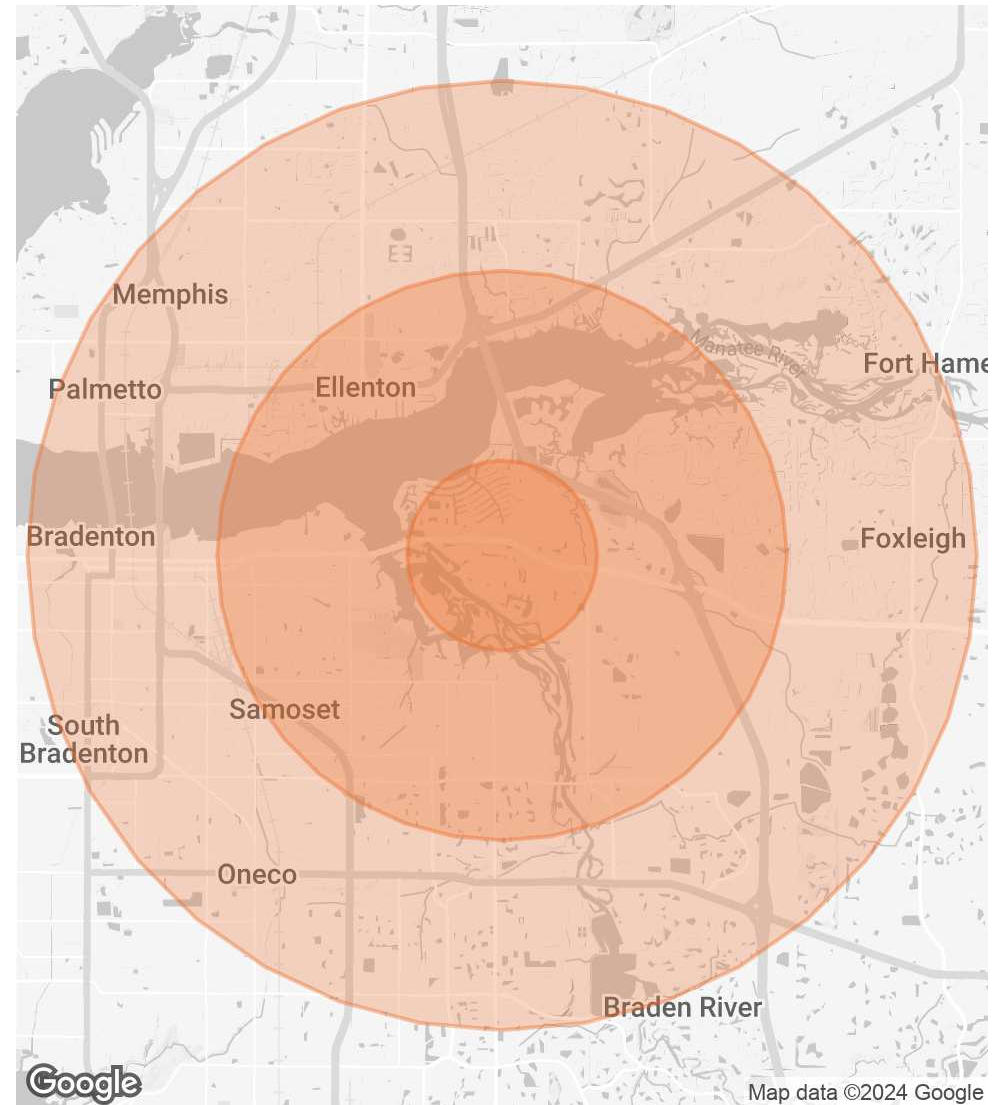 Memphis
Manatee River
Fort Hame
Palmetto
Ellenton
Bradenton
Foxleigh
Samoset
South
Bradenton
Oneco
Braden River
Google
Map data ©2024 Google